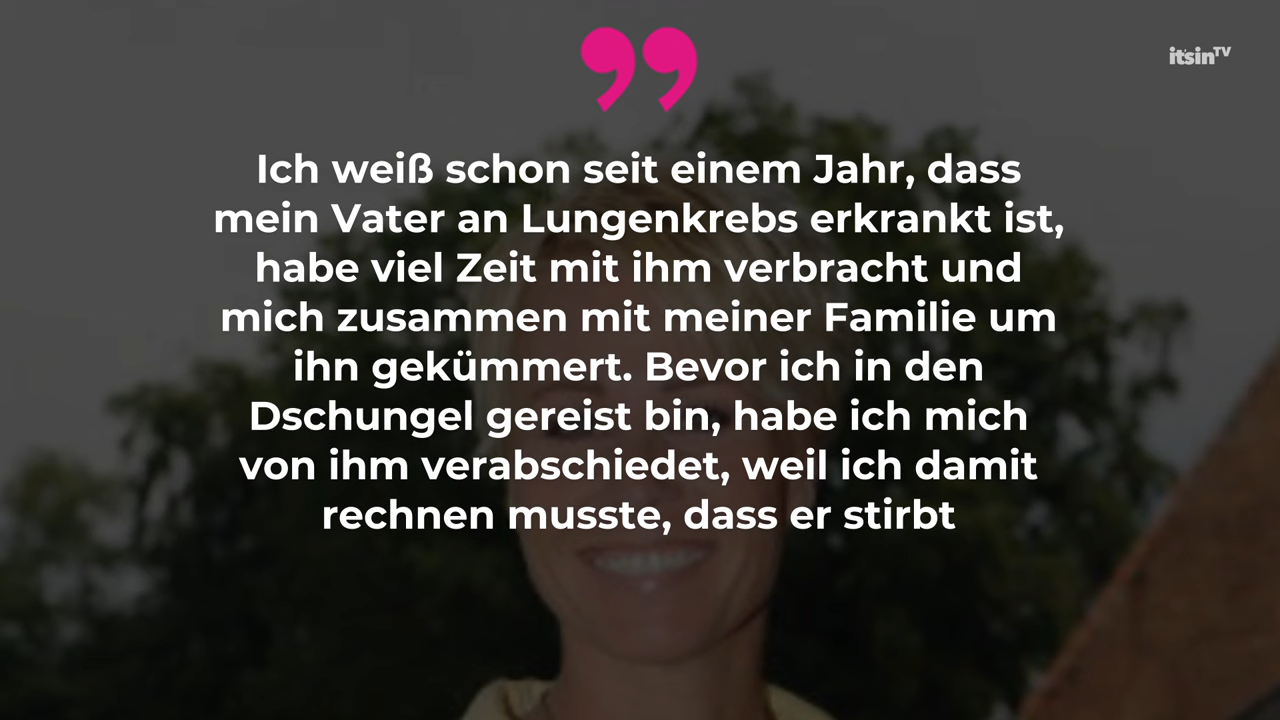 it'sinTV
Ich weiß schon seit einem Jahr, dass
mein Vater an Lungenkrebs erkrankt ist,
habe viel Zeit mit ihm verbracht und
mich zusammen mit meiner Familie um
ihn gekümmert. Bevor ich in den
Dschungel gereist bin, habe ich mich
von ihm verabschiedet, weil ich damit
rechnen musste, dass er stirbt